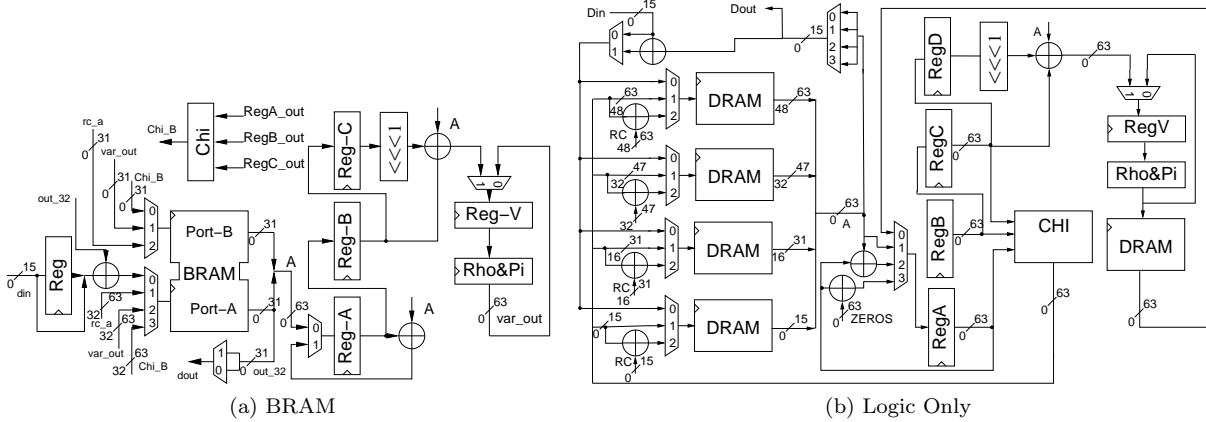 rc_a
31
0
var_out
31
0
Chi_B
31
0
Chi_B
Chi
RegA_out
RegB_out
RegC_out
out_32
0
1
2
Port-B
BRAM
Port-A
31
0
31
0
A
63
0
15
0
din
Reg
0
1
2
3
63
32
rc_a
63
32
var_out
63
32
Chi_B
dout
1
0
31
0
out_32
0
1
Reg-A
Reg-B
Reg-C
<<<1
A
A
0
1
Reg-V
Rho&Pi
63
0
var_out
(a) BRAM
Din
15
0
0
1
Dout
15
0
0
1
2
3
63
48
RC
63
48
0
1
2
DRAM
63
48
47
32
47
32
0
1
2
DRAM
47
32
31
16
RC
31
16
0
1
2
DRAM
31
16
15
0
RC
15
0
0
1
2
DRAM
15
0
63
0
A
63
0
ZEROS
0
1
2
3
RegA
63
0
RegB
63
0
RegC
63
0
RegD
<<<1
A
63
0
0
1
RegV
Rho&Pi
DRAM
63
0
CHI
63
0
(b) Logic Only